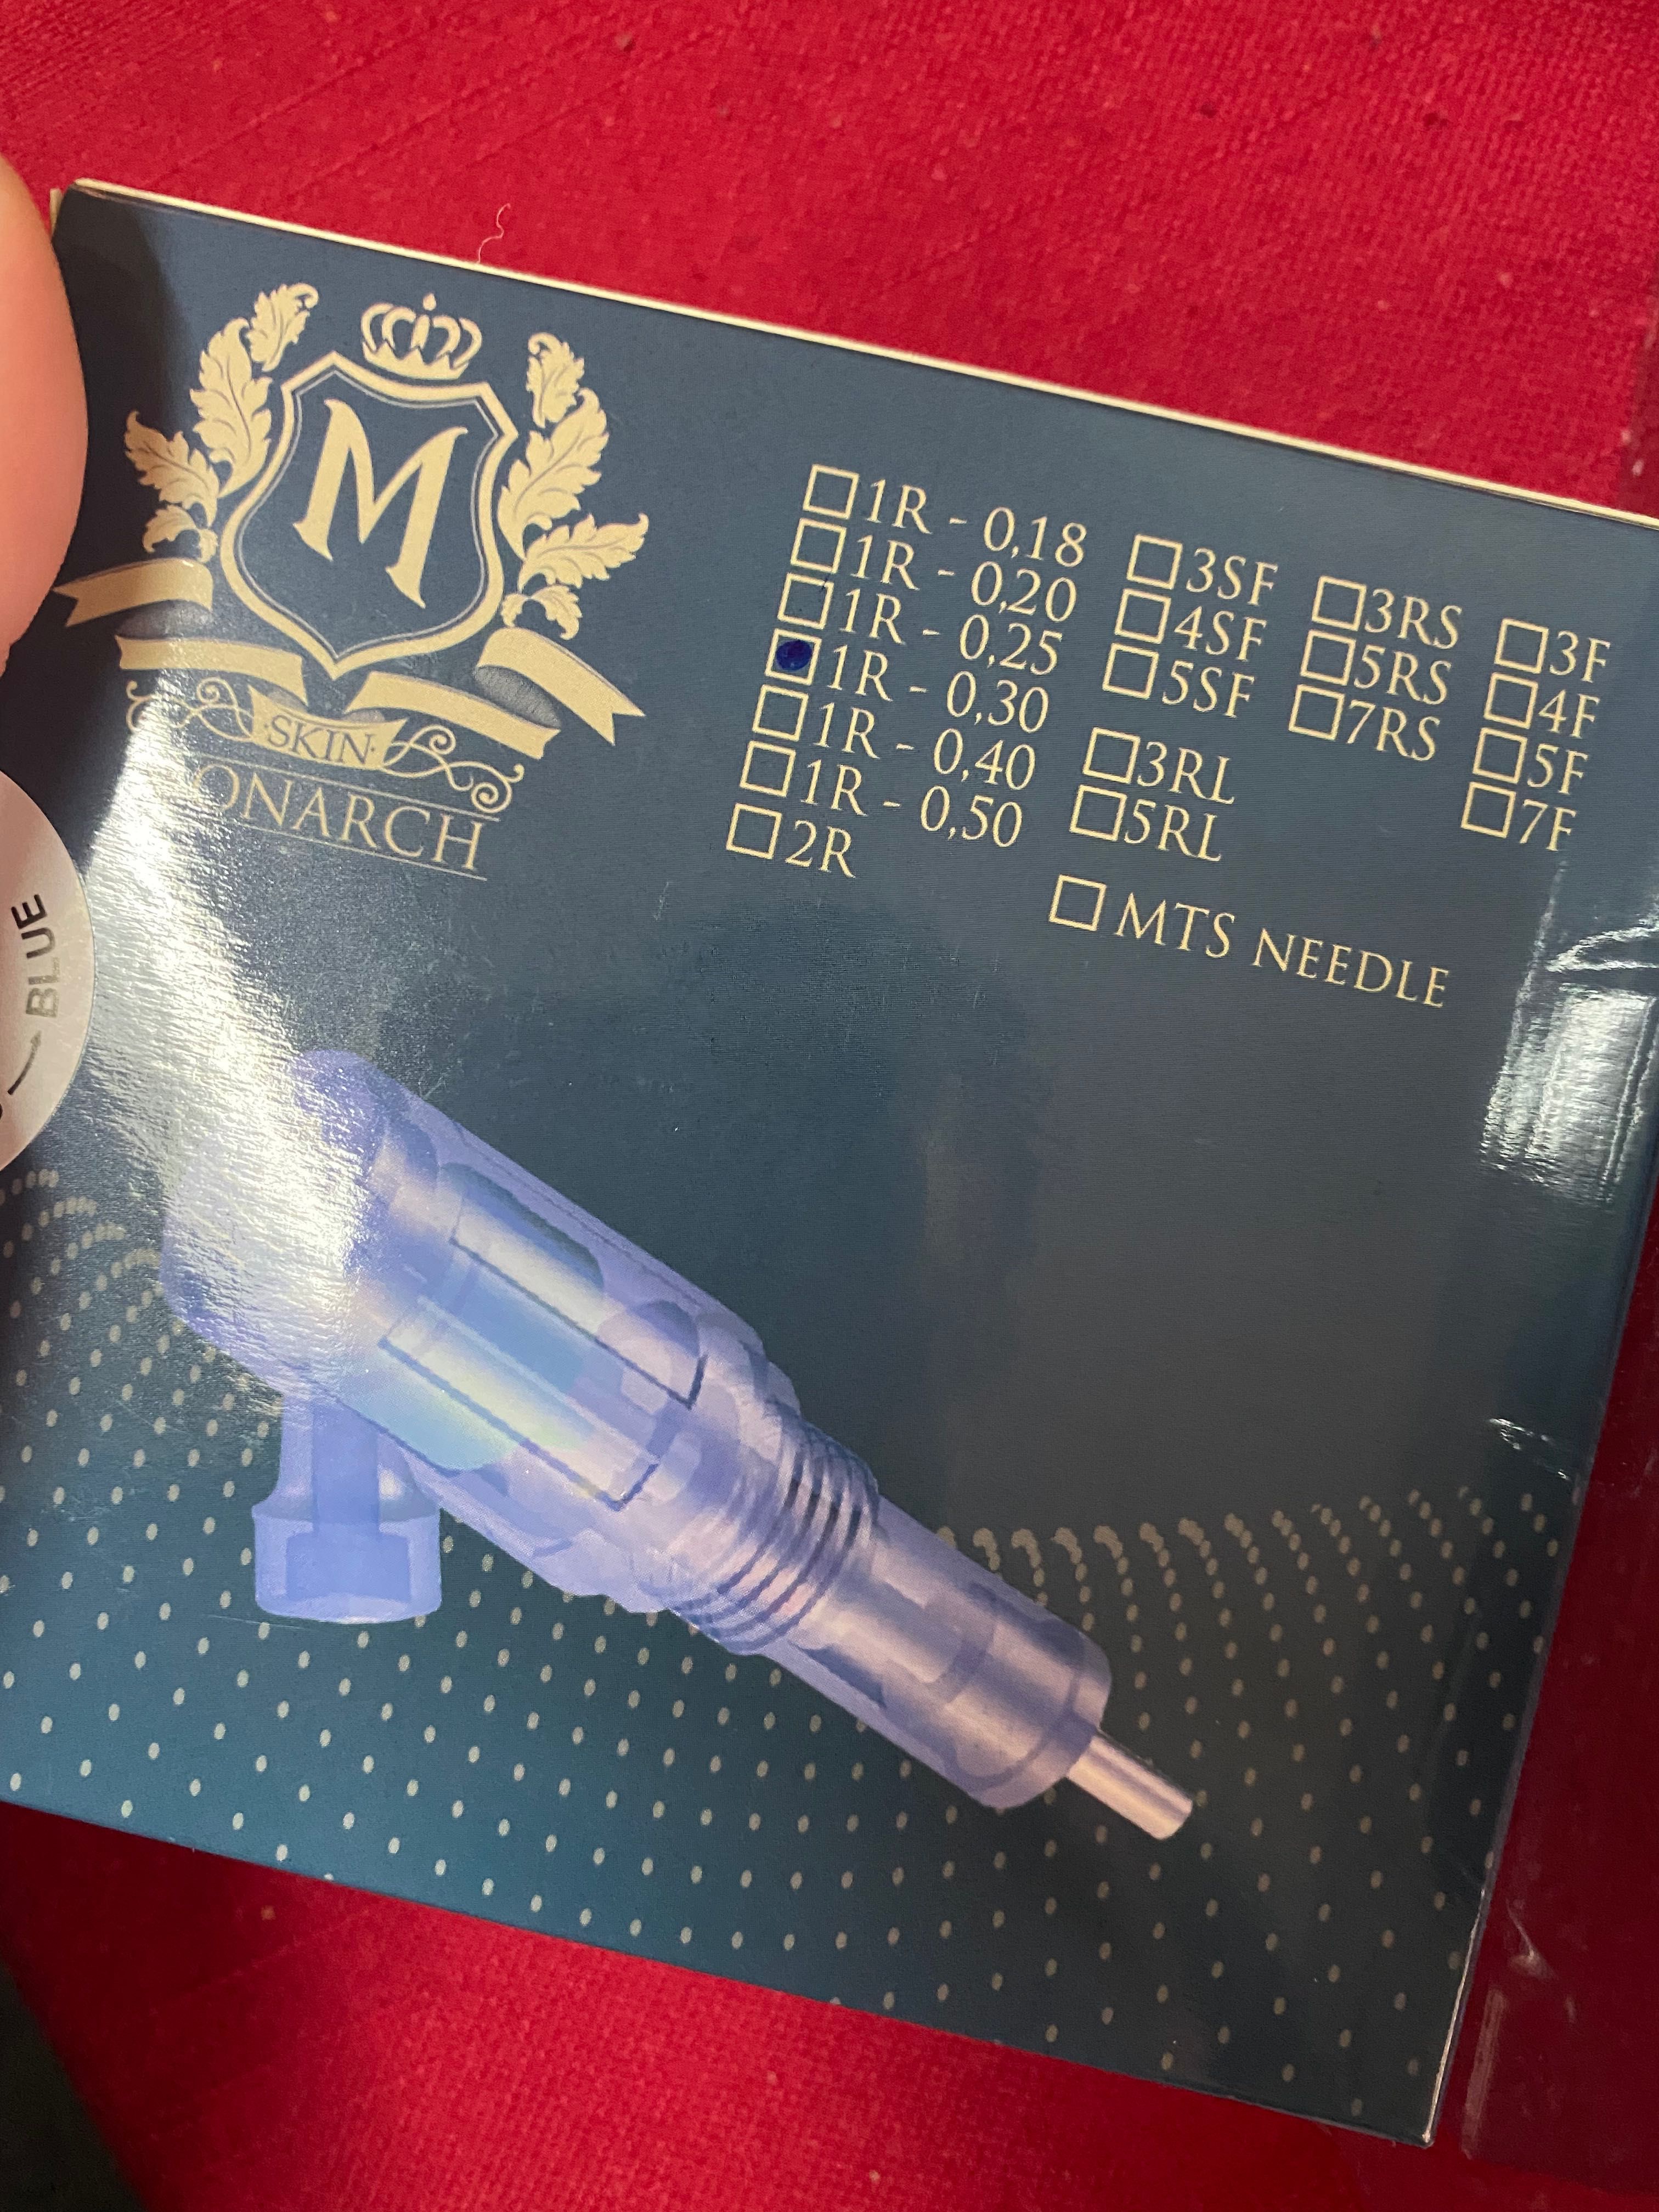 M
·SKIN·
ONARCH
BLUE
1R - 0,18
1R - 0,20
1R - 0,25
1R - 0,30
1R - 0,40
1R - 0,50
2R
3SF
4SF
5SF
3RL
5RL
3RS
5RS
7RS
3F
4F
5F
7F
MTS NEEDLE